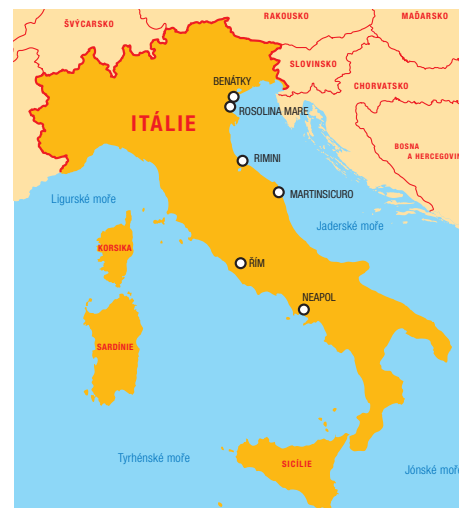 ŠVÝCARSKO
RAKOUSKO
MAĎARSKO
SLOVINSKO
BENÁTKY
CHORVATSKO
ROSOLINA MARE
ITÁLIE
BOSNA
A HERCEGOVINA
RIMINI
Ligurské moře
MARTINSICURO
Jaderské moře
KORSIKA
ŘÍM
NEAPOL
SARDÍNIE
Tyrhénské moře
SICÍLIE
Jónské moře